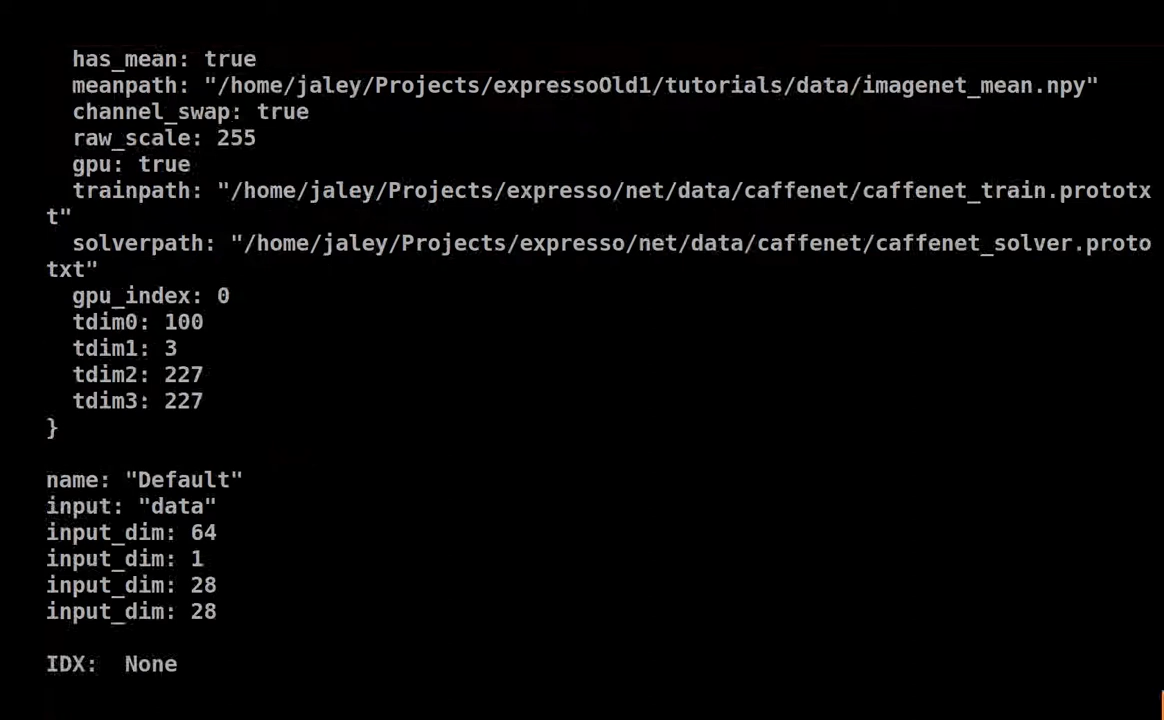 has_mean: true
meanpath: "/home/jaley/Projects/expressoOld1/tutorials/data/imagenet_mean.npy"
channel_swap: true
raw_scale: 255
gpu: true
trainpath: "/home/jaley/Projects/expresso/net/data/caffenet/caffenet_train.prototx
t"
solverpath: "/home/jaley/Projects/expresso/net/data/caffenet/caffenet_solver.proto
txt"
gpu_index: 0
tdim0: 100
tdim1: 3
tdim2: 227
tdim3: 227
}
name: "Default"
input: "data"
input_dim: 64
input_dim: 1
input_dim: 28
input_dim: 28
IDX:  None